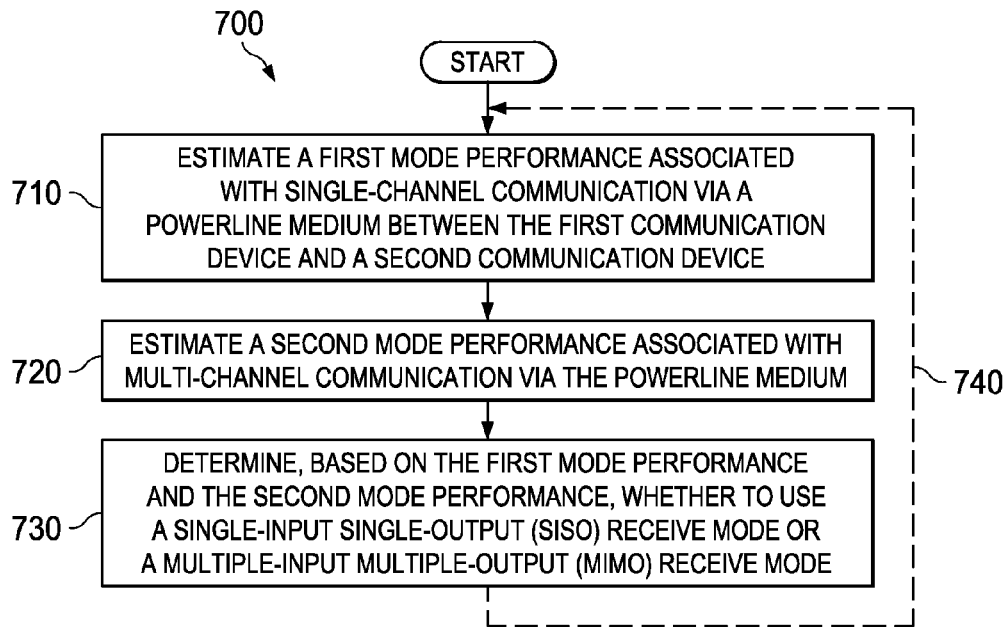 700
START
710
ESTIMATE A FIRST MODE PERFORMANCE ASSOCIATED
WITH SINGLE-CHANNEL COMMUNICATION VIA A
POWERLINE MEDIUM BETWEEN THE FIRST COMMUNICATION
DEVICE AND A SECOND COMMUNICATION DEVICE
720
ESTIMATE A SECOND MODE PERFORMANCE ASSOCIATED WITH
MULTI-CHANNEL COMMUNICATION VIA THE POWERLINE MEDIUM
740
730
DETERMINE, BASED ON THE FIRST MODE PERFORMANCE
AND THE SECOND MODE PERFORMANCE, WHETHER TO USE
A SINGLE-INPUT SINGLE-OUTPUT (SISO) RECEIVE MODE OR
A MULTIPLE-INPUT MULTIPLE-OUTPUT (MIMO) RECEIVE MODE